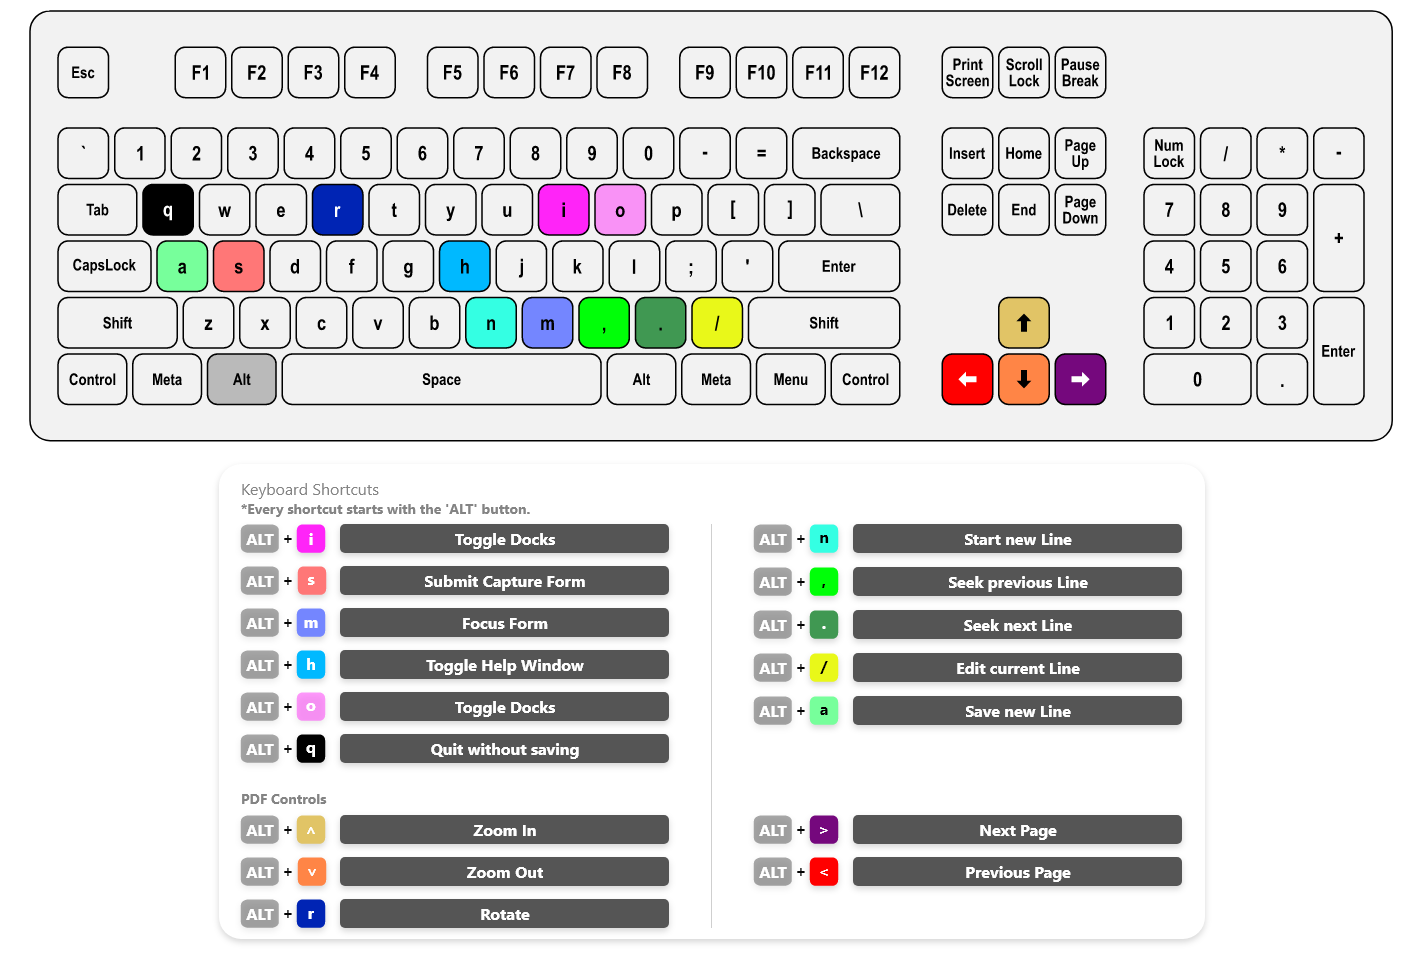 Esc F1 F2 F3 F4 F5 F6 F7 F8 F9 F10 F11 F12 Print Screen Scroll Lock Pause Break
` 1 2 3 4 5 6 7 8 9 0 - = Backspace Insert Home Page Up Num Lock / * -
Tab q w e r t y u i o p [ ] \ Delete End Page Down 7 8 9 +
CapsLock a s d f g h j k l ; ' Enter 4 5 6
Shift z x c v b n m , . / Shift ↑ 1 2 3 Enter
Control Meta Alt Space Alt Meta Menu Control ← ↓ → 0 .
Keyboard Shortcuts
*Every shortcut starts with the 'ALT' button.
ALT + i Toggle Docks
ALT + s Submit Capture Form
ALT + m Focus Form
ALT + h Toggle Help Window
ALT + o Toggle Docks
ALT + q Quit without saving
ALT + n Start new Line
ALT + , Seek previous Line
ALT + . Seek next Line
ALT + / Edit current Line
ALT + a Save new Line
PDF Controls
ALT + ^ Zoom In
ALT + v Zoom Out
ALT + r Rotate
ALT + > Next Page
ALT + < Previous Page